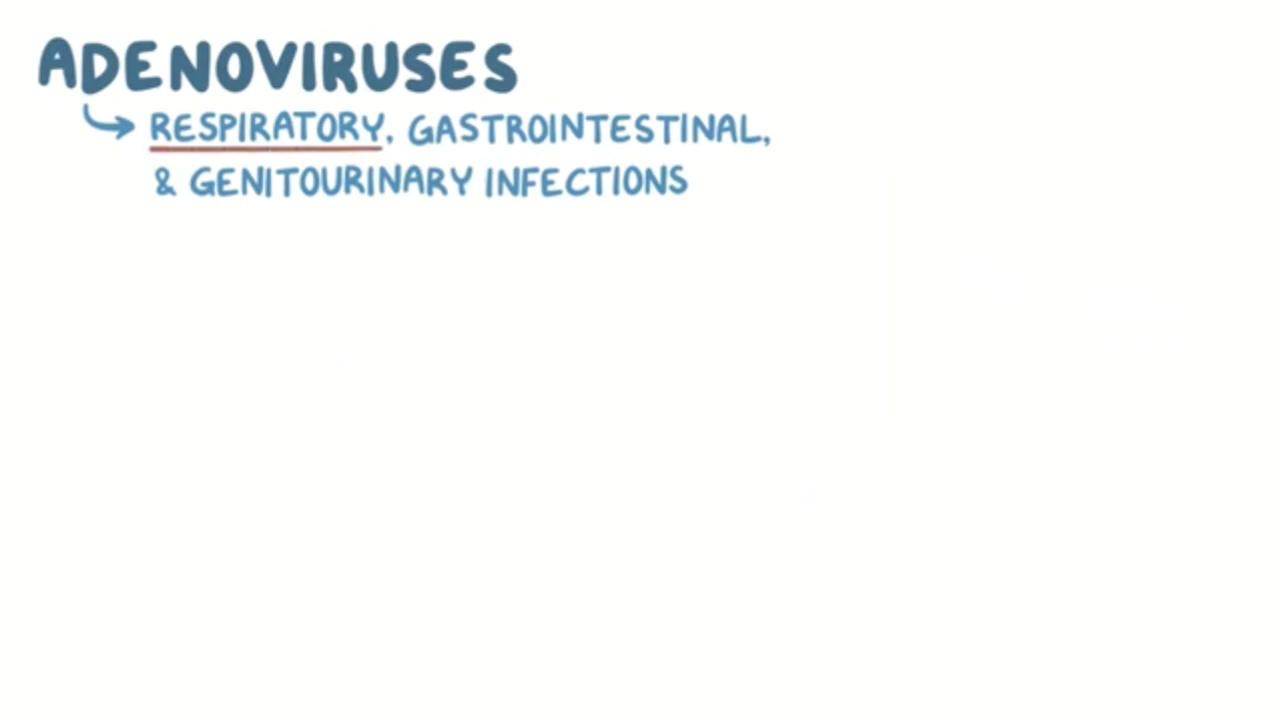 ADENOVIRUSES
RESPIRATORY, GASTROINTESTINAL,
& GENITOURINARY INFECTIONS